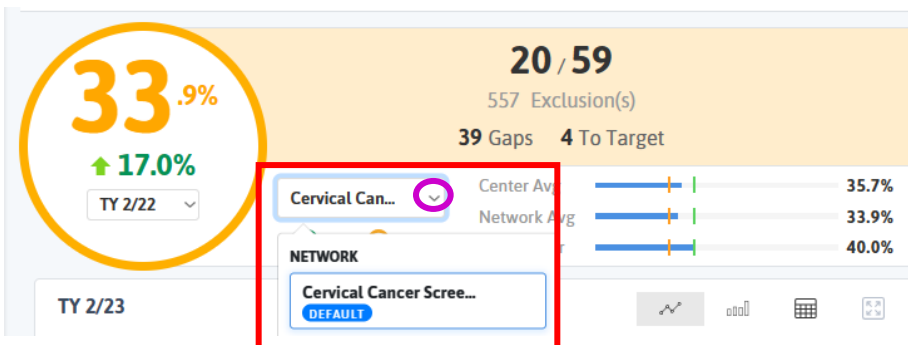 33.9%
17.0%
TY 2/22
20 / 59
557 Exclusion(s)
39 Gaps 4 To Target
Cervical Can...
NETWORK
Cervical Cancer Scree...
DEFAULT
Center Avg 35.7%
Network Avg 33.9%
40.0%
TY 2/23